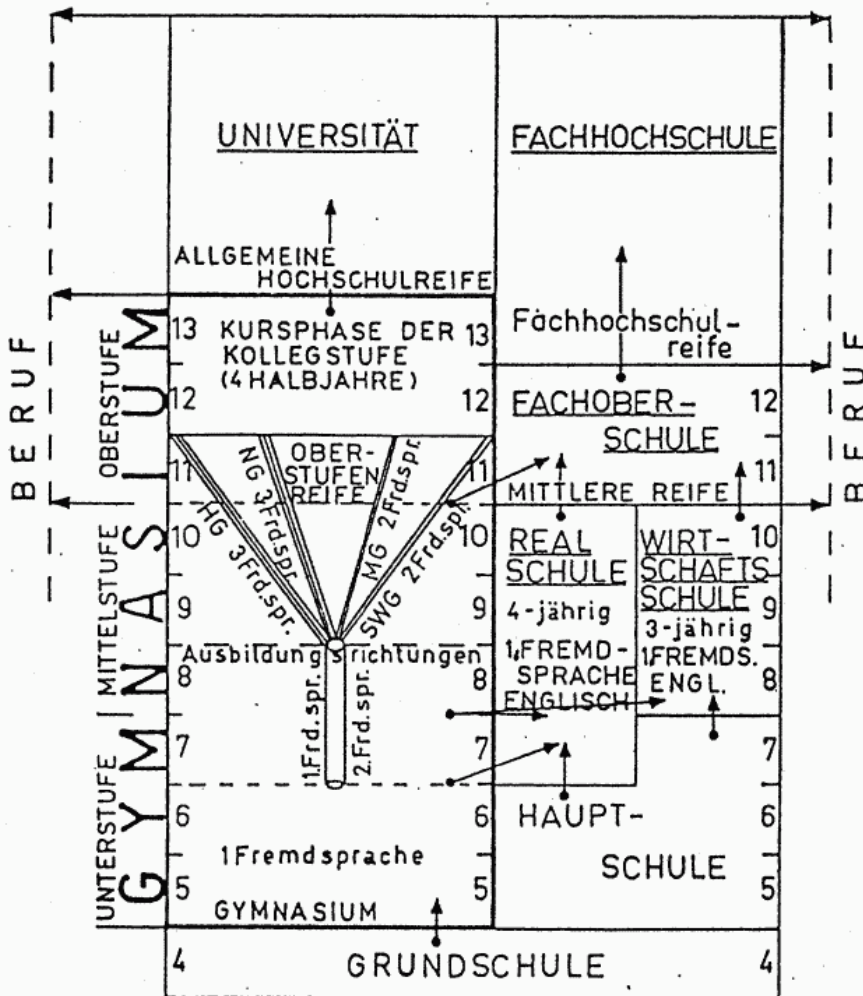 UNIVERSITÄT
FACHHOCHSCHULE
ALLGEMEINE
HOCHSCHULREIFE
13
KURSPHASE DER
KOLLEGSTUFE
(4 HALBJAHRE)
13
12
12
Fachhochschul-
reife
FACHOBER-
SCHULE
12
11
11
NG 3Frd.spr.
OBER-
STUFEN
REIFE
MG 2Frd.spr.
11
HG 3Frd.spr.
SWG 2Frd.spr.
MITTLERE REIFE
10
10
REAL
SCHULE
4-jährig
1.FREMD-
SPRACHE
ENGLISCH
WIRT-
SCHAFTS
SCHULE
3-jährig
1FREMDS.
ENGL.
10
9
9
9
Ausbildungsrichtungen
8
8
8
1.Frd.spr.
2.Frd.spr.
7
7
7
6
6
HAUPT-
SCHULE
6
1Fremdsprache
5
5
5
GYMNASIUM
4
GRUNDSCHULE
4
BERUF
OBERSTUFE
MITTELSTUFE
UNTERSTUFE
GYMNASIUM
BERUF